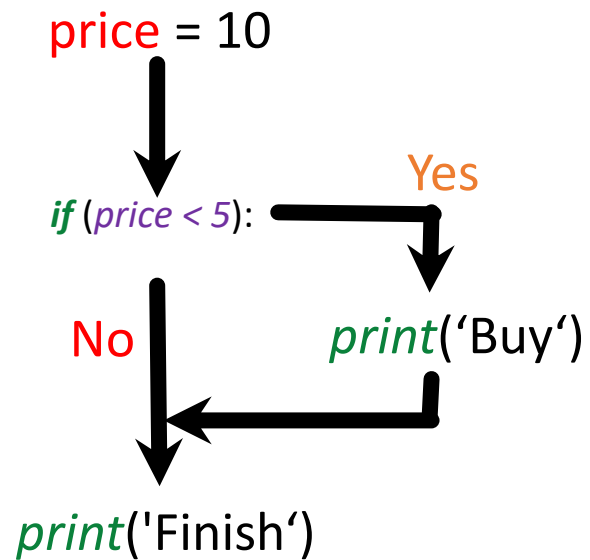 price = 10
Yes
if (price < 5):
No
print(‘Buy‘)
print('Finish‘)